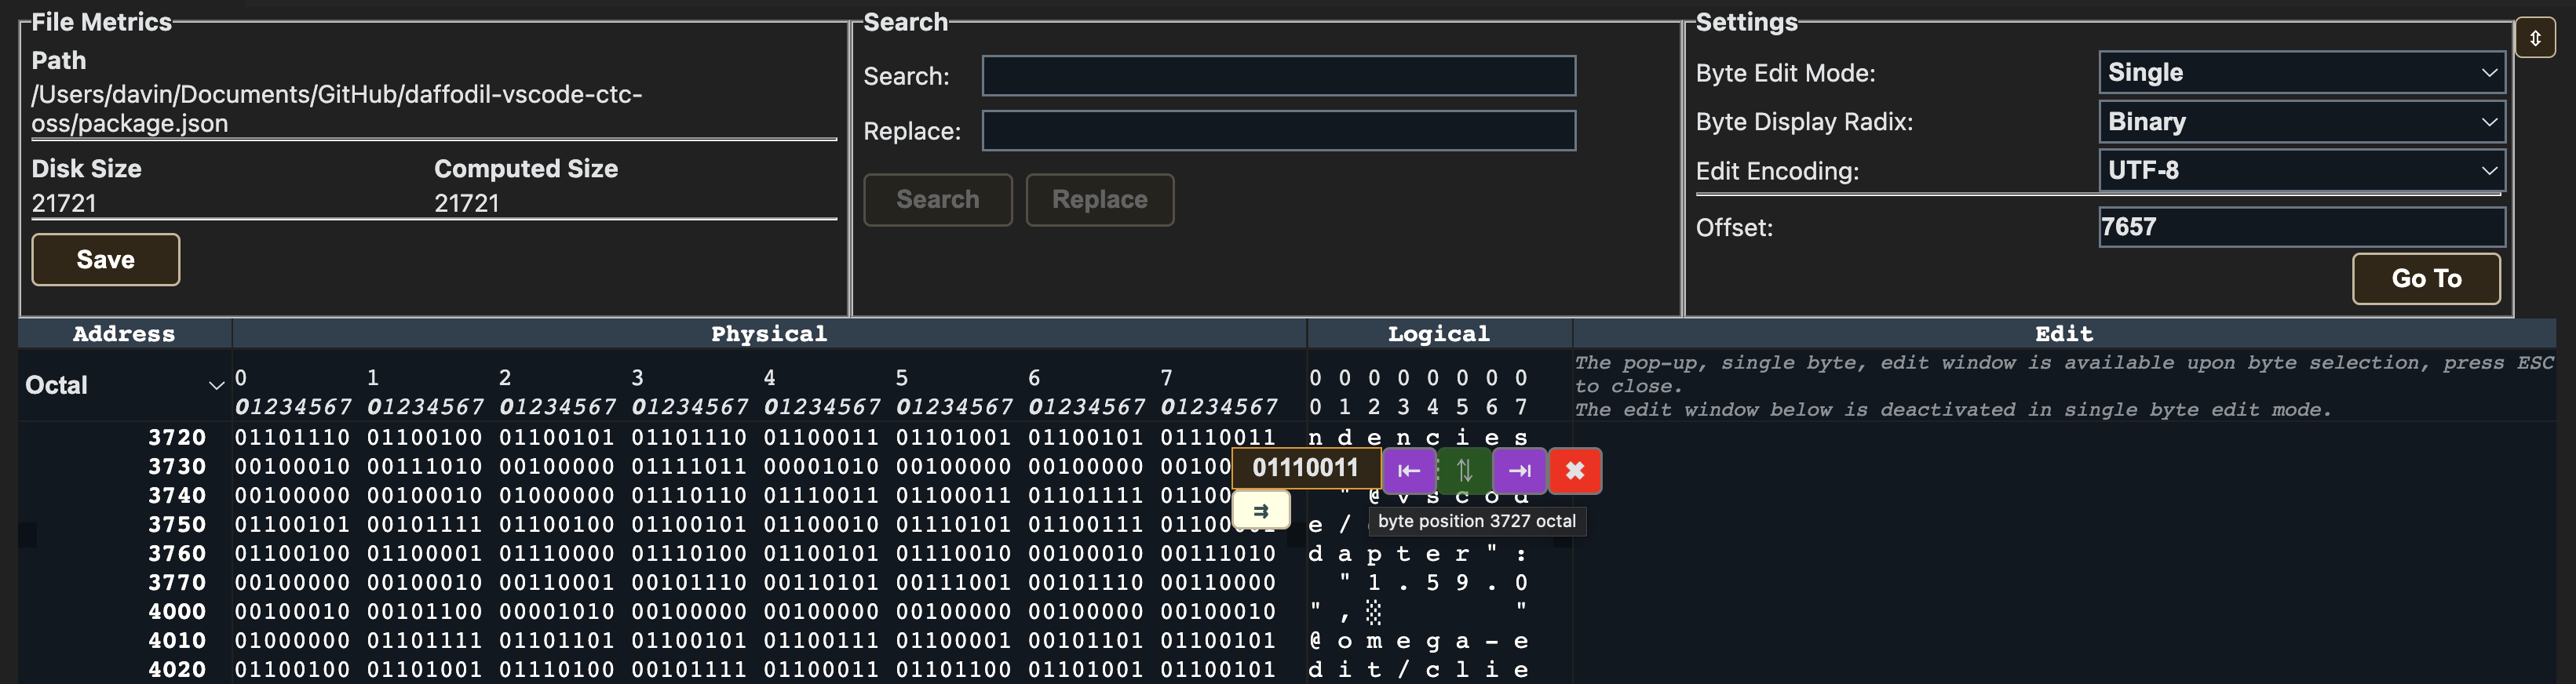 File Metrics
Path
/Users/davin/Documents/GitHub/daffodil-vscode-ctc-
oss/package.json
Disk Size Computed Size
21721 21721
Save
Search
Search:
Replace:
Search Replace
Settings
Byte Edit Mode: Single
Byte Display Radix: Binary
Edit Encoding: UTF-8
Offset: 7657
Go To
Address Physical Logical Edit
Octal
0 1 2 3 4 5 6 7
01234567 01234567 01234567 01234567 01234567 01234567 01234567 01234567
0 0 0 0 0 0 0 0
0 1 2 3 4 5 6 7
The pop-up, single byte, edit window is available upon byte selection, press ESC
to close.
The edit window below is deactivated in single byte edit mode.
3720 01101110 01100100 01100101 01101110 01100011 01101001 01100101 01110011 n d e n c i e s
3730 00100010 00111010 00100000 01111011 00001010 00100000 00100000 00100
01110011
3740 00100000 00100010 01000000 01110110 01110011 01100011 01101111 01100 " @ v s c o d
3750 01100101 00101111 01100100 01100101 01100010 01110101 01100111 01100 e /
byte position 3727 octal
3760 01100100 01100001 01110000 01110100 01100101 01110010 00100010 00111010 d a p t e r " :
3770 00100000 00100010 00110001 00101110 00110101 00111001 00101110 00110000 " 1 . 5 9 . 0
4000 00100010 00101100 00001010 00100000 00100000 00100000 00100000 00100010 " , ░ "
4010 01000000 01101111 01101101 01100101 01100111 01100001 00101101 01100101 @ o m e g a - e
4020 01100100 01101001 01110100 00101111 01100011 01101100 01101001 01100101 d i t / c l i e